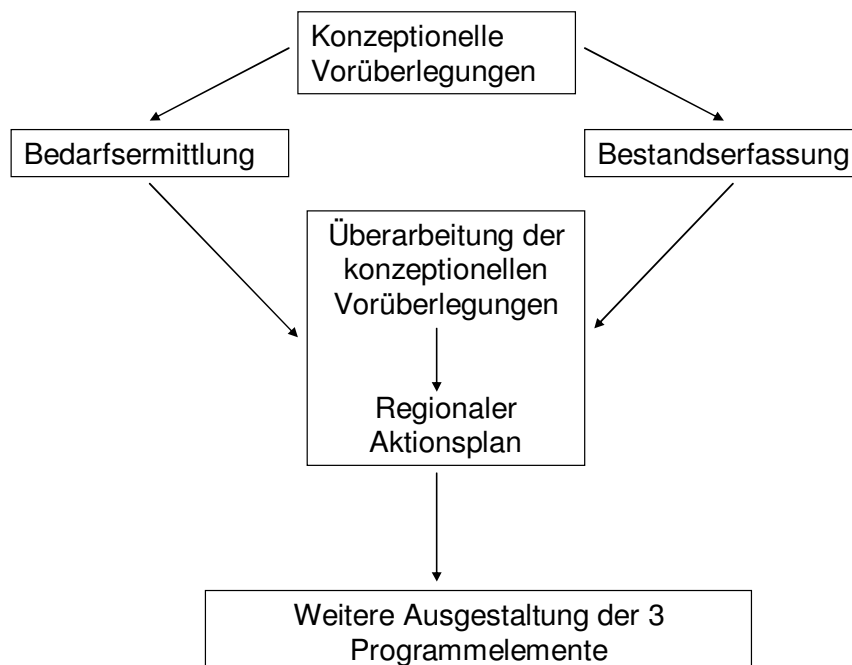 Konzeptionelle
Vorüberlegungen
Bedarfsermittlung
Bestandserfassung
Überarbeitung der
konzeptionellen
Vorüberlegungen
Regionaler
Aktionsplan
Weitere Ausgestaltung der 3
Programmelemente